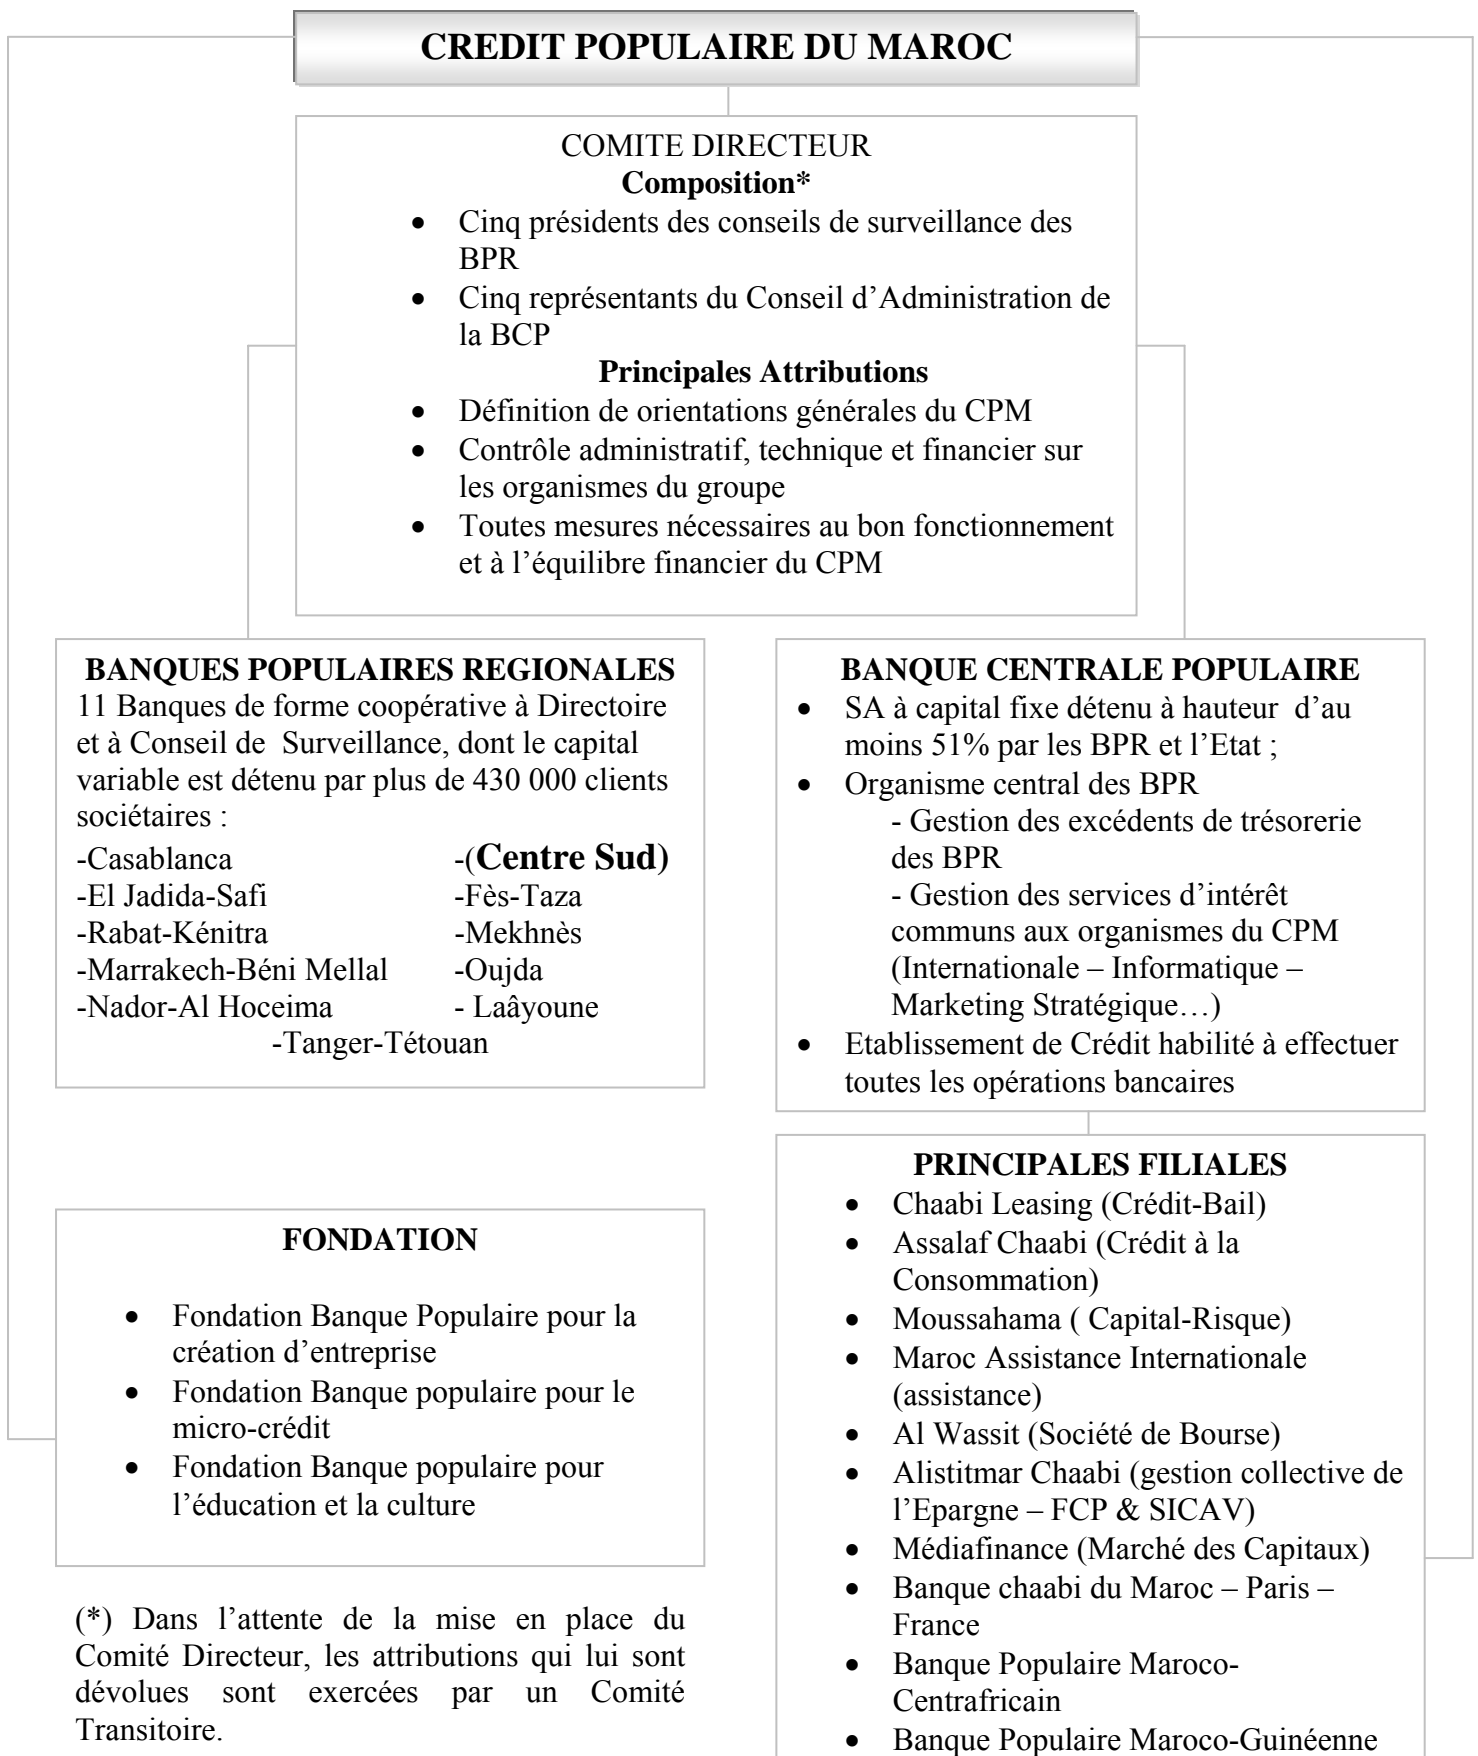 CREDIT POPULAIRE DU MAROC
COMITE DIRECTEUR
Composition*
• Cinq présidents des conseils de surveillance des
BPR
• Cinq représentants du Conseil d’Administration de
la BCP
Principales Attributions
• Définition de orientations générales du CPM
• Contrôle administratif, technique et financier sur
les organismes du groupe
• Toutes mesures nécessaires au bon fonctionnement
et à l’équilibre financier du CPM
BANQUES POPULAIRES REGIONALES
11 Banques de forme coopérative à Directoire
et à Conseil de Surveillance, dont le capital
variable est détenu par plus de 430 000 clients
sociétaires :
-Casablanca -(Centre Sud)
-El Jadida-Safi -Fès-Taza
-Rabat-Kénitra -Mekhnès
-Marrakech-Béni Mellal -Oujda
-Nador-Al Hoceima - Laâyoune
-Tanger-Tétouan
BANQUE CENTRALE POPULAIRE
• SA à capital fixe détenu à hauteur d’au
moins 51% par les BPR et l’Etat ;
• Organisme central des BPR
- Gestion des excédents de trésorerie
des BPR
- Gestion des services d’intérêt
communs aux organismes du CPM
(Internationale – Informatique –
Marketing Stratégique…)
• Etablissement de Crédit habilité à effectuer
toutes les opérations bancaires
FONDATION
• Fondation Banque Populaire pour la
création d’entreprise
• Fondation Banque populaire pour le
micro-crédit
• Fondation Banque populaire pour
l’éducation et la culture
(*) Dans l’attente de la mise en place du
Comité Directeur, les attributions qui lui sont
dévolues sont exercées par un Comité
Transitoire.
PRINCIPALES FILIALES
• Chaabi Leasing (Crédit-Bail)
• Assalaf Chaabi (Crédit à la
Consommation)
• Moussahama ( Capital-Risque)
• Maroc Assistance Internationale
(assistance)
• Al Wassit (Société de Bourse)
• Alistitmar Chaabi (gestion collective de
l’Epargne – FCP & SICAV)
• Médiafinance (Marché des Capitaux)
• Banque chaabi du Maroc – Paris –
France
• Banque Populaire Maroco-
Centrafricain
• Banque Populaire Maroco-Guinéenne